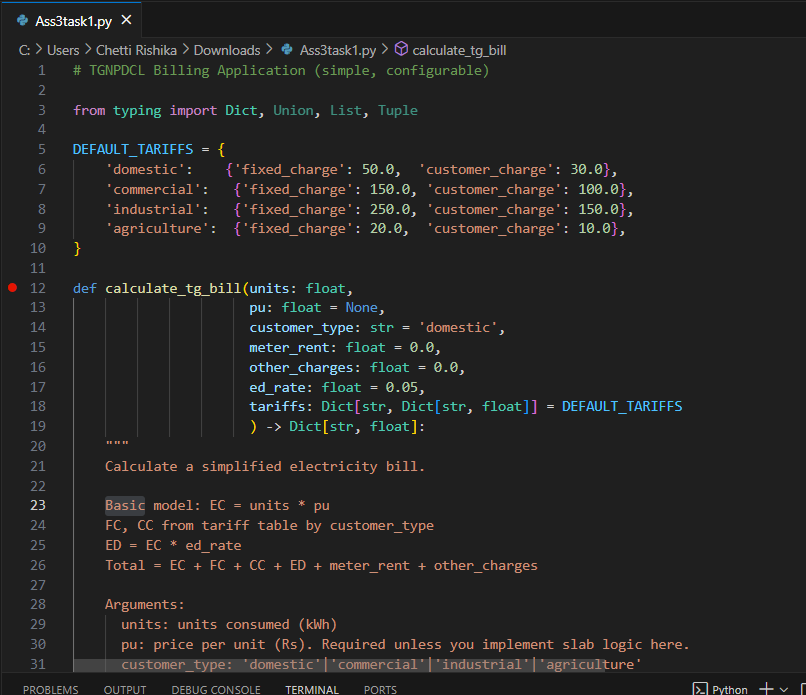 Ass3task1.py ×
C: > Users > Chetti Rishika > Downloads > Ass3task1.py > calculate_tg_bill
1 # TGNPDCL Billing Application (simple, configurable)
2
3 from typing import Dict, Union, List, Tuple
4
5 DEFAULT_TARIFFS = {
6     'domestic':    {'fixed_charge': 50.0,  'customer_charge': 30.0},
7     'commercial':   {'fixed_charge': 150.0, 'customer_charge': 100.0},
8     'industrial':   {'fixed_charge': 250.0, 'customer_charge': 150.0},
9     'agriculture':  {'fixed_charge': 20.0,  'customer_charge': 10.0},
10 }
11
12 def calculate_tg_bill(units: float,
13                       pu: float = None,
14                       customer_type: str = 'domestic',
15                       meter_rent: float = 0.0,
16                       other_charges: float = 0.0,
17                       ed_rate: float = 0.05,
18                       tariffs: Dict[str, Dict[str, float]] = DEFAULT_TARIFFS
19                       ) -> Dict[str, float]:
20     """
21     Calculate a simplified electricity bill.
22
23     Basic model: EC = units * pu
24     FC, CC from tariff table by customer_type
25     ED = EC * ed_rate
26     Total = EC + FC + CC + ED + meter_rent + other_charges
27
28     Arguments:
29       units: units consumed (kWh)
30       pu: price per unit (Rs). Required unless you implement slab logic here.
31       customer_type: 'domestic'|'commercial'|'industrial'|'agriculture'
PROBLEMS OUTPUT DEBUG CONSOLE TERMINAL PORTS Python